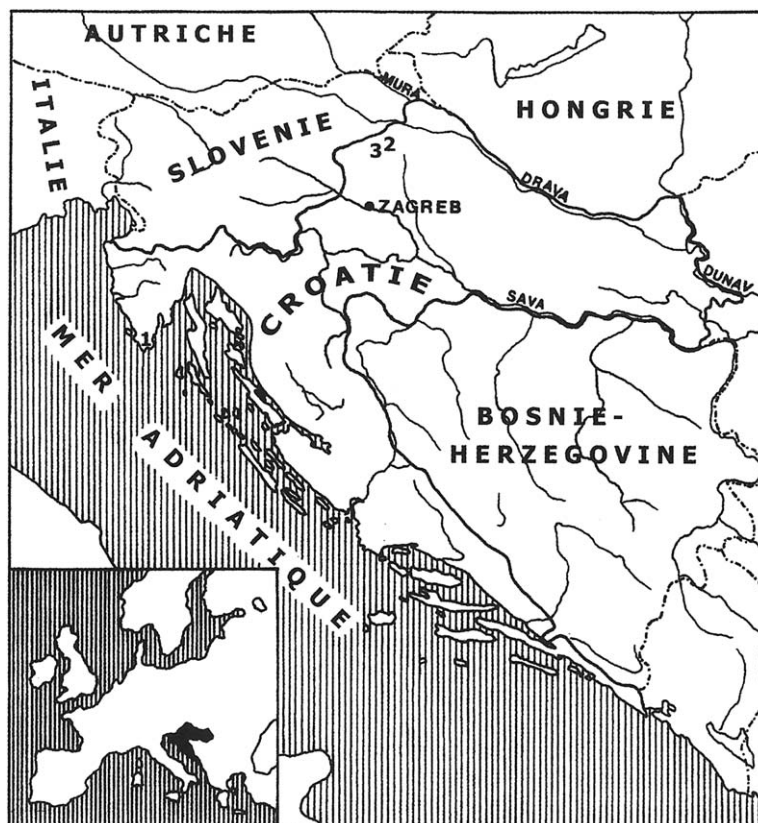 AUTRICHE
ITALIE
SLOVENIE
MURA
HONGRIE
3 2
ZAGREB
DRAVA
DUNAV
CROATIE
SAVA
1
MER
ADRIATIQUE
BOSNIE-
HERZEGOVINE